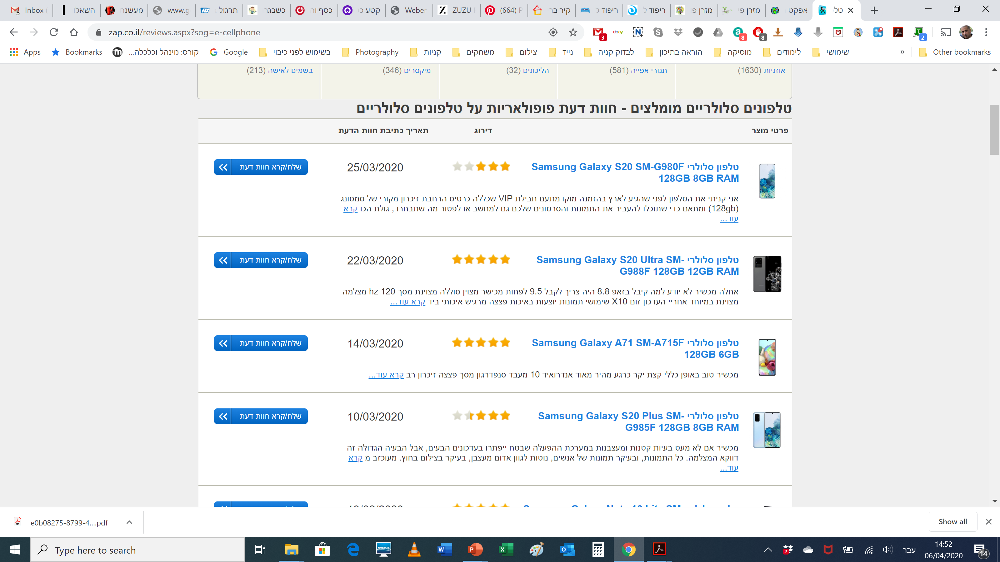 Inbox
השאלו
מעשנר
www.g
תרגול
כשבגר
כסף וה
קטע כ
Weber
ZUZU
(664) P
קיר בר
ריפוד ל
ריפוד ל
מזרן פו
מזרן פי
אפקט
טל
zap.co.il/reviews.aspx?sog=e-cellphone
3
ebay
8
8
2
Apps
Bookmarks
קורס: מינהל וכלכלה...
Google
בשימוש לפני כיבוי
Photography
קניות
משחקים
צילום
נייד
לבדוק קניה
הוראה בתיכון
מוסיקה
לימודים
שימושי
»
Other bookmarks
אוזניות (1630)
תנורי אפייה (581)
הליכונים (32)
מיקסרים (346)
בשמים לאישה (213)
טלפונים סלולריים מומלצים - חוות דעת פופולאריות על טלפונים סלולריים
פרטי מוצר
דירוג
תאריך כתיבת חוות הדעת
טלפון סלולרי Samsung Galaxy S20 SM-G980F
128GB 8GB RAM
25/03/2020
שלח/קרא חוות דעת
אני קניתי את הטלפון לפני שהגיע לארץ בהזמנה מוקדמתעם חבילת VIP שכללה כרטיס הרחבת זיכרון מקורי של סמסונג
(128gb) ומתאם כדי שתוכלו להעביר את התמונות והסרטונים שלכם גם למחשב או לפטור מה שתבחרו , גולת הכו קרא
עוד...
טלפון סלולרי Samsung Galaxy S20 Ultra SM-
G988F 128GB 12GB RAM
22/03/2020
שלח/קרא חוות דעת
אחלה מכשיר לא יודע למה קיבל בזאפ 8.8 היה צריך לקבל 9.5 לפחות מכישר מצוין סוללה מצוינת מסך 120 hz מצלמה
מצוינת במיוחד אחריי העדכון זום X10 שימושי תמונות יוצעות באיכות פצצה מרגיש איכותי ביד קרא עוד...
טלפון סלולרי Samsung Galaxy A71 SM-A715F
128GB 6GB
14/03/2020
שלח/קרא חוות דעת
מכשיר טוב באופן כללי קצת יקר כרגע מהיר מאוד אנדרואיד 10 מעבד סנפדרגון מסך פצצה זיכרון רב קרא עוד...
טלפון סלולרי Samsung Galaxy S20 Plus SM-
G985F 128GB 8GB RAM
10/03/2020
שלח/קרא חוות דעת
מכשיר אם לא מעט בעיות קטנות ומעצבנות במערכת ההפעלה שבטח ייפתרו בעדכונים הבעים, אבל הבעיה הגדולה זה
דווקא המצלמה. כל התמונות, ובעיקר תמונות של אנשים, נוטות לגוון אדום מעצבן, בעיקר בצילום בחוץ. מעוכזב מ קרא
עוד...
e0b08275-8799-4....pdf
Show all
Type here to search
lenovo
עבר
14:52
06/04/2020
14